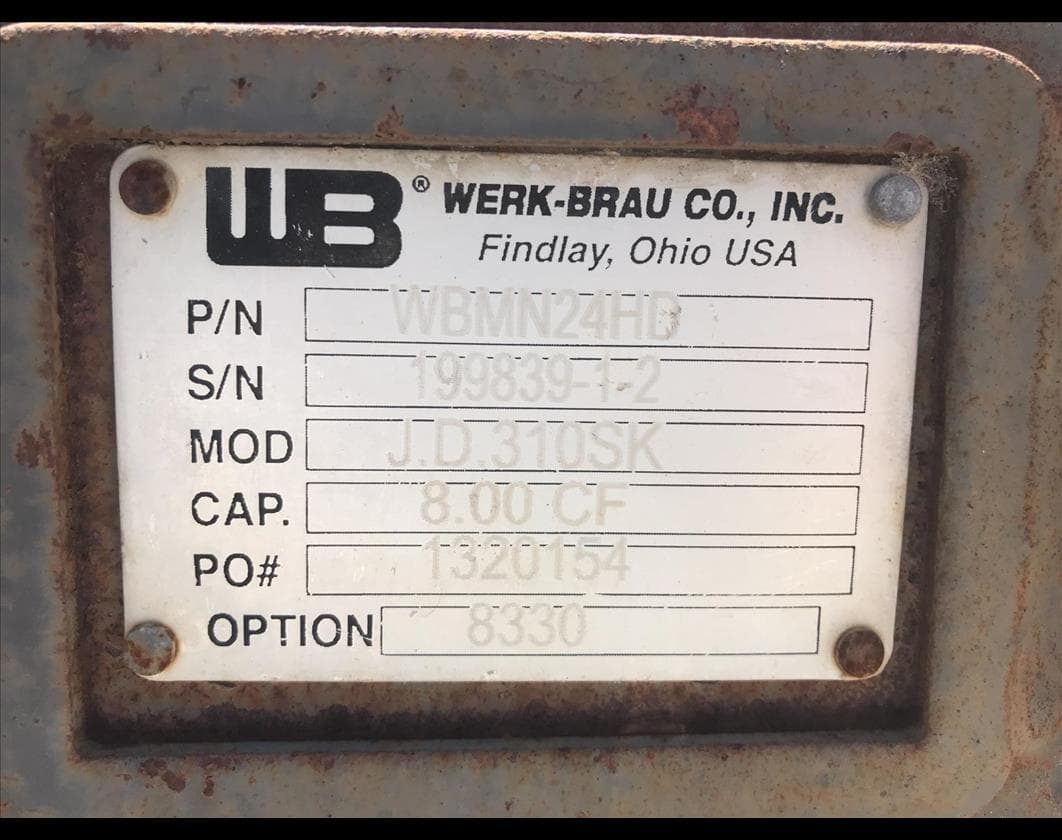 WB® WERK-BRAU CO., INC.
Findlay, Ohio USA
P/N WBMN24HD
S/N 199839-1-2
MOD J.D.310SK
CAP. 8.00 CF
PO# 1320154
OPTION 8330